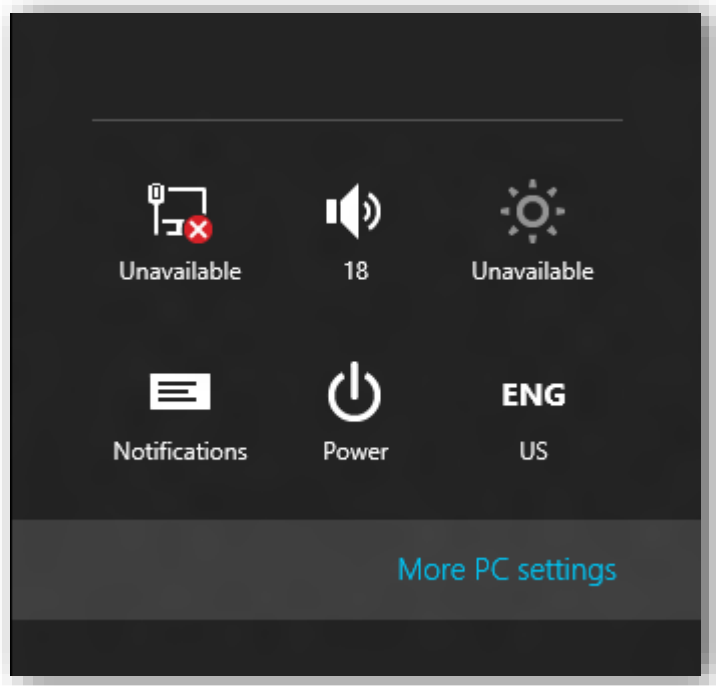 Unavailable 18 Unavailable
ENG
Notifications Power US
More PC settings